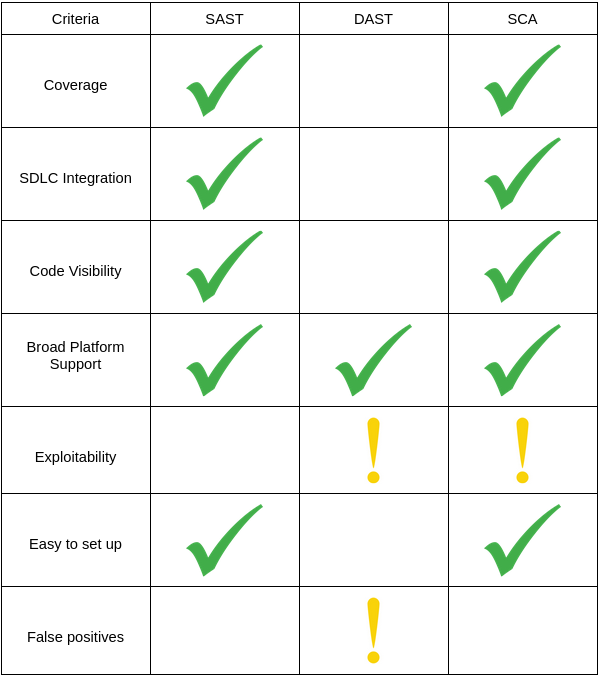 Criteria SAST DAST SCA
Coverage
SDLC Integration
Code Visibility
Broad Platform
Support
Exploitability
Easy to set up
False positives